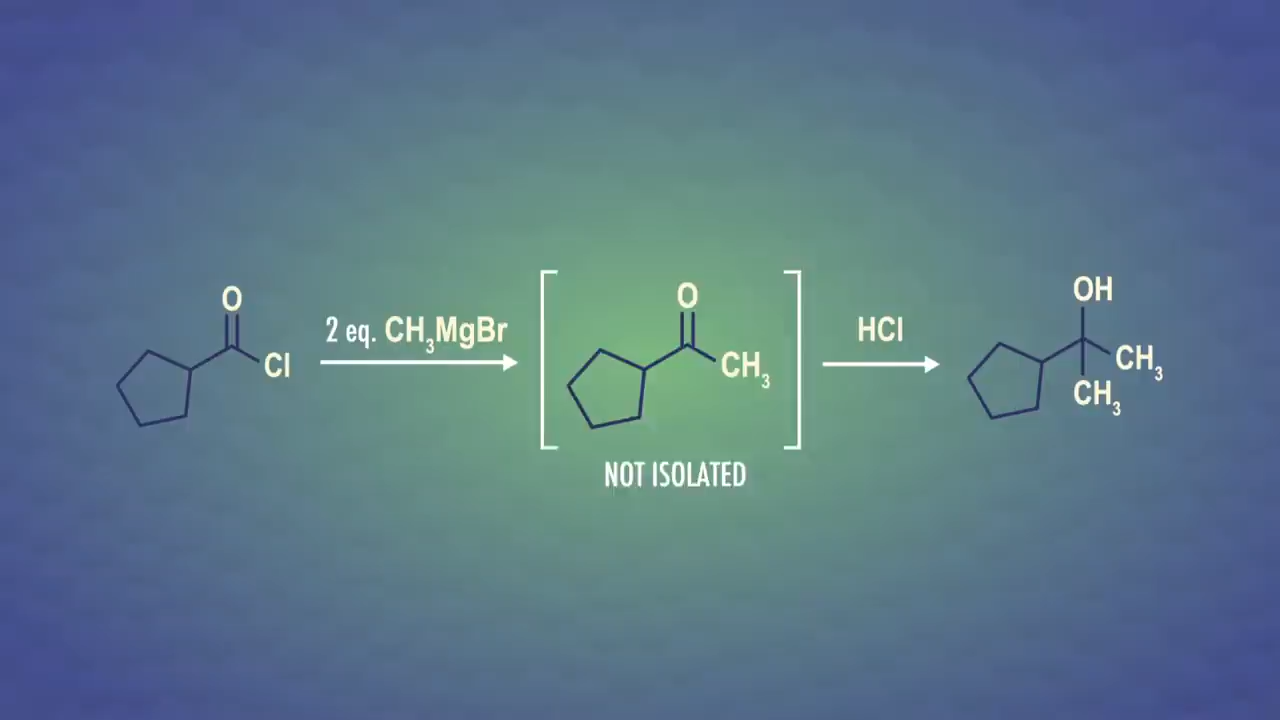 O
Cl
2 eq. CH₃MgBr
O
CH₃
NOT ISOLATED
HCl
OH
CH₃
CH₃